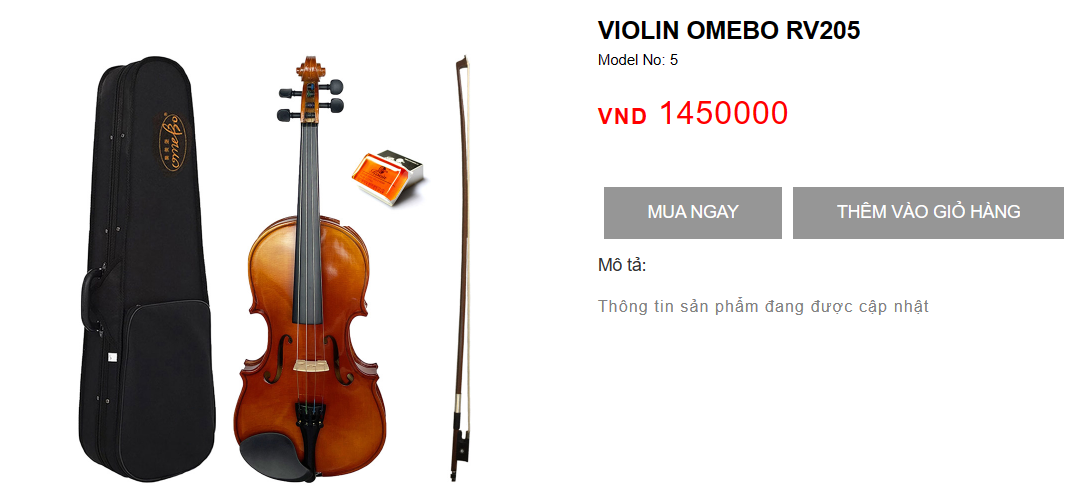 VIOLIN OMEBO RV205
Model No: 5
VND 1450000
MUA NGAY
THÊM VÀO GIỎ HÀNG
Mô tả:
Thông tin sản phẩm đang được cập nhật
omeBo